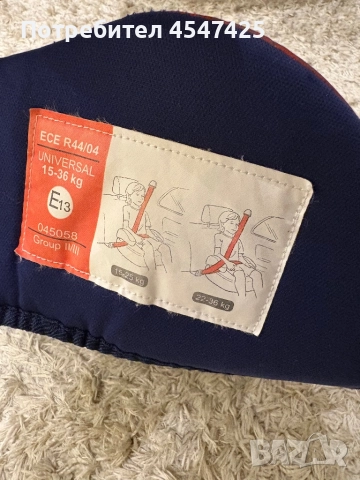 Потребител 4547425
ECE R44/04
UNIVERSAL
15-36 kg
E13
045058
Group II/III
15-25 kg
22-36 kg
BAZAR